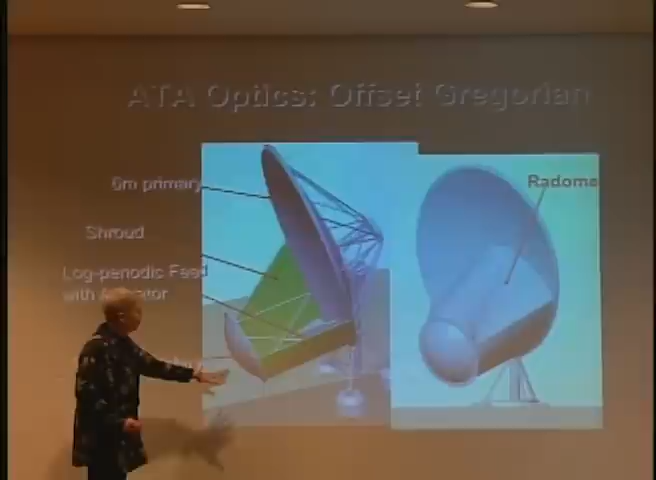 ATA Optics: Offset Gregorian
6m primary
Radome
Shroud
Log-periodic Feed
with